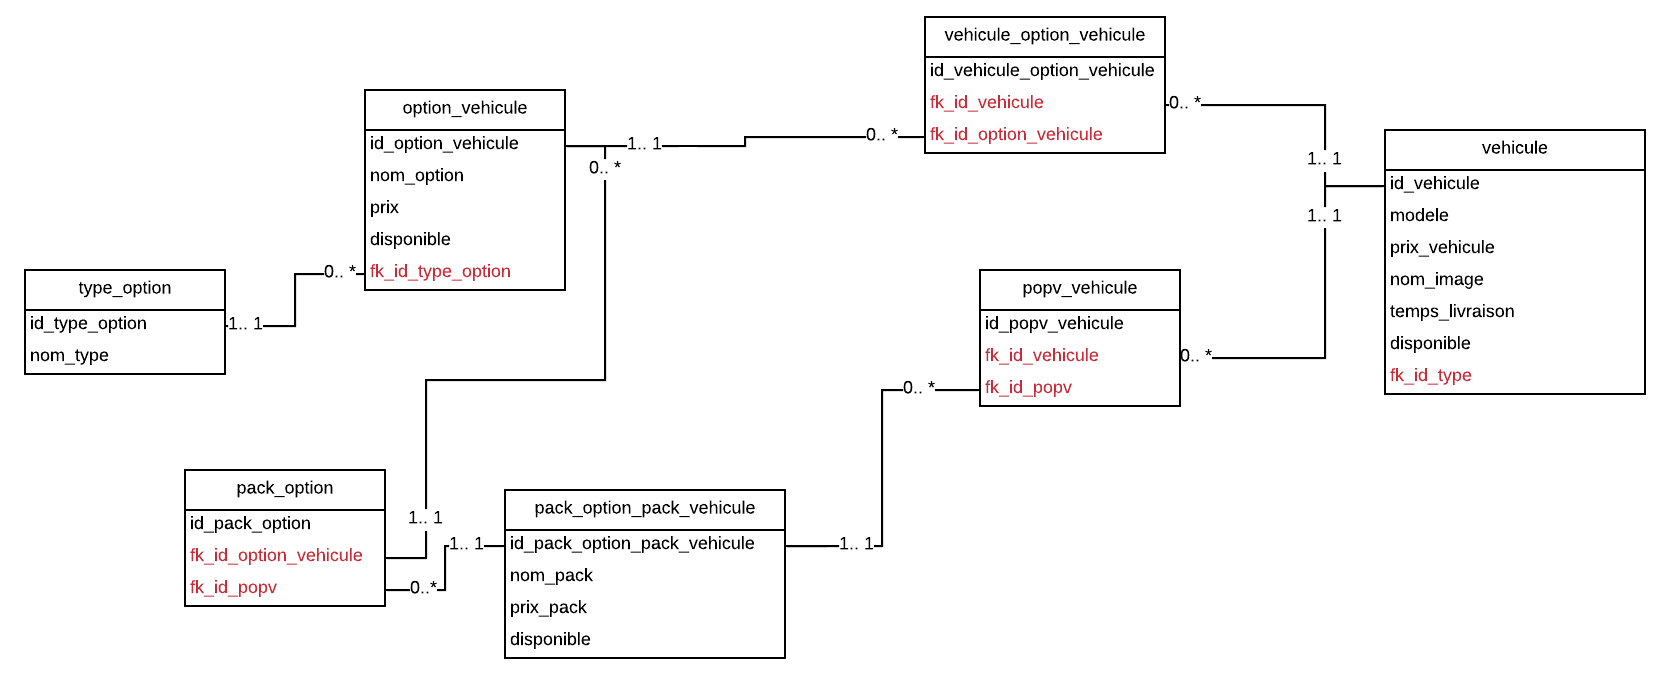 vehicule_option_vehicule
id_vehicule_option_vehicule
fk_id_vehicule
fk_id_option_vehicule
0.. *
0.. *
option_vehicule
id_option_vehicule
nom_option
prix
disponible
fk_id_type_option
1.. 1
0.. *
0.. *
vehicule
id_vehicule
modele
prix_vehicule
nom_image
temps_livraison
disponible
fk_id_type
1.. 1
1.. 1
type_option
id_type_option
nom_type
1.. 1
popv_vehicule
id_popv_vehicule
fk_id_vehicule
fk_id_popv
0.. *
0.. *
pack_option
id_pack_option
fk_id_option_vehicule
fk_id_popv
1.. 1
0..*
1.. 1
pack_option_pack_vehicule
id_pack_option_pack_vehicule
nom_pack
prix_pack
disponible
1.. 1